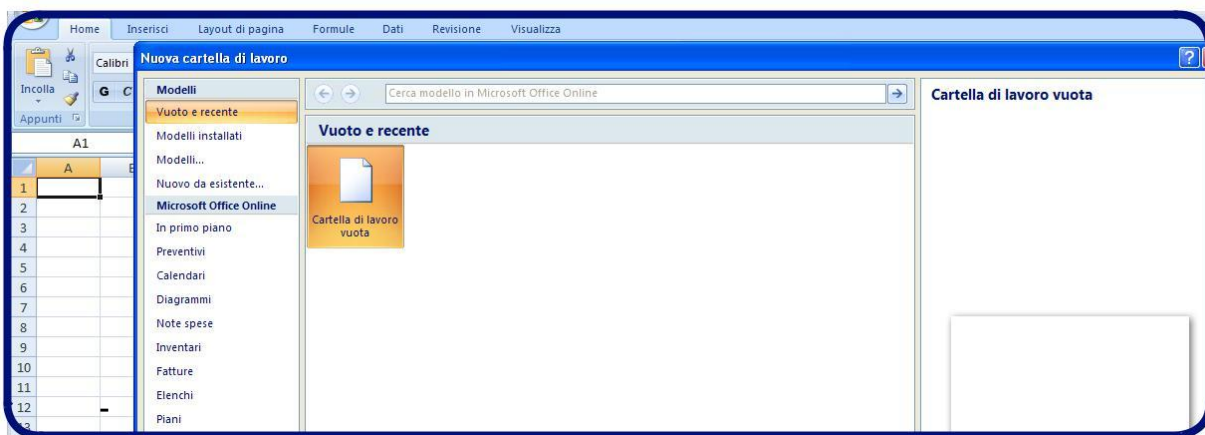 Home Inserisci Layout di pagina Formule Dati Revisione Visualizza
Incolla
Calibri
G C
Appunti
A1
A
1
2
3
4
5
6
7
8
9
10
11
12
13
Nuova cartella di lavoro
?
Modelli
Vuoto e recente
Modelli installati
Modelli...
Nuovo da esistente...
Microsoft Office Online
In primo piano
Preventivi
Calendari
Diagrammi
Note spese
Inventari
Fatture
Elenchi
Piani
Cerca modello in Microsoft Office Online
Vuoto e recente
Cartella di lavoro
vuota
Cartella di lavoro vuota